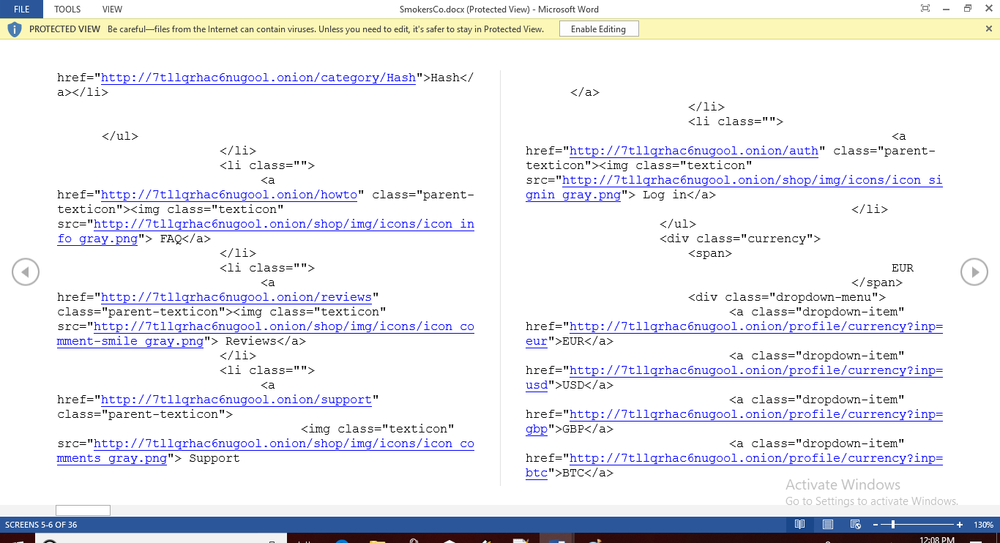 FILE TOOLS VIEW SmokersCo.docx (Protected View) - Microsoft Word
PROTECTED VIEW Be careful—files from the Internet can contain viruses. Unless you need to edit, it's safer to stay in Protected View. Enable Editing
href="http://7tllqrhac6nugool.onion/category/Hash">Hash</
a></li>
</ul>
</li>
<li class="">
<a
href="http://7tllqrhac6nugool.onion/howto" class="parent-
texticon"><img class="texticon"
src="http://7tllqrhac6nugool.onion/shop/img/icons/icon_in
fo_gray.png"> FAQ</a>
</li>
<li class="">
<a
href="http://7tllqrhac6nugool.onion/reviews"
class="parent-texticon"><img class="texticon"
src="http://7tllqrhac6nugool.onion/shop/img/icons/icon_co
mment-smile_gray.png"> Reviews</a>
</li>
<li class="">
<a
href="http://7tllqrhac6nugool.onion/support"
class="parent-texticon">
<img class="texticon"
src="http://7tllqrhac6nugool.onion/shop/img/icons/icon_co
mments_gray.png"> Support
</a>
</li>
<li class="">
<a
href="http://7tllqrhac6nugool.onion/auth" class="parent-
texticon"><img class="texticon"
src="http://7tllqrhac6nugool.onion/shop/img/icons/icon_si
gnin_gray.png"> Log in</a>
</li>
</ul>
<div class="currency">
<span>
EUR
</span>
<div class="dropdown-menu">
<a class="dropdown-item"
href="http://7tllqrhac6nugool.onion/profile/currency?inp=
eur">EUR</a>
<a class="dropdown-item"
href="http://7tllqrhac6nugool.onion/profile/currency?inp=
usd">USD</a>
<a class="dropdown-item"
href="http://7tllqrhac6nugool.onion/profile/currency?inp=
gbp">GBP</a>
<a class="dropdown-item"
href="http://7tllqrhac6nugool.onion/profile/currency?inp=
btc">BTC</a>
Activate Windows
Go to Settings to activate Windows.
SCREENS 5-6 OF 36 130%
12:08 PM